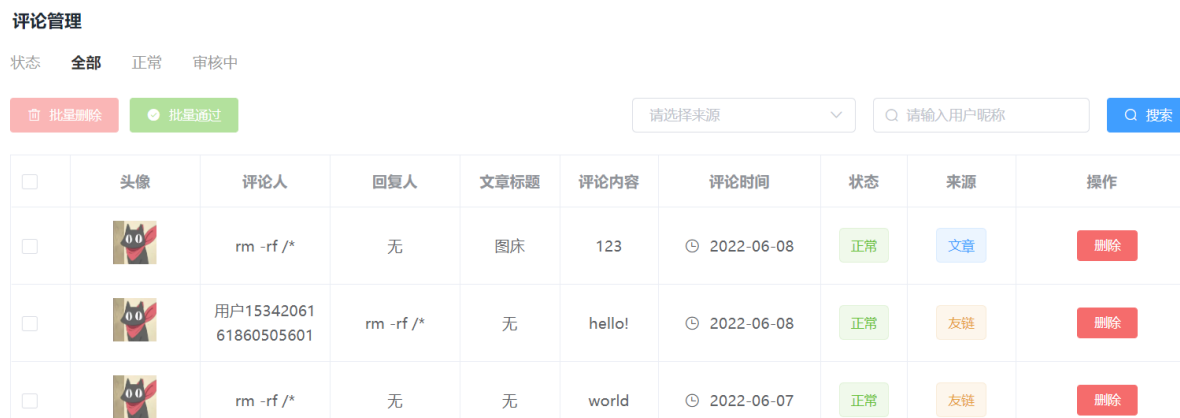 评论管理
状态 全部 正常 审核中
批量删除 批量通过 请选择来源 请输入用户昵称 搜索
头像 评论人 回复人 文章标题 评论内容 评论时间 状态 来源 操作
rm -rf /* 无 图床 123 2022-06-08 正常 文章 删除
用户15342061
61860505601 rm -rf /* 无 hello! 2022-06-08 正常 友链 删除
rm -rf /* 无 无 world 2022-06-07 正常 友链 删除